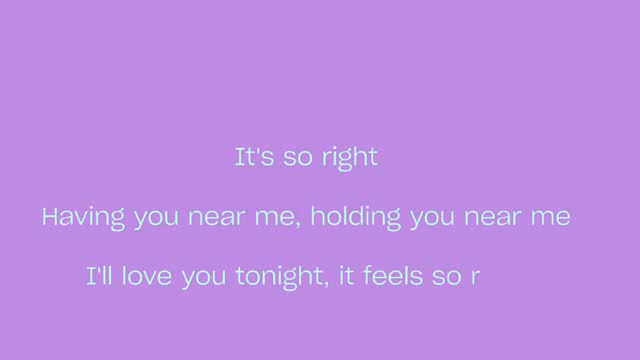 It's so right
Having you near me, holding you near me
I'll love you tonight, it feels so r